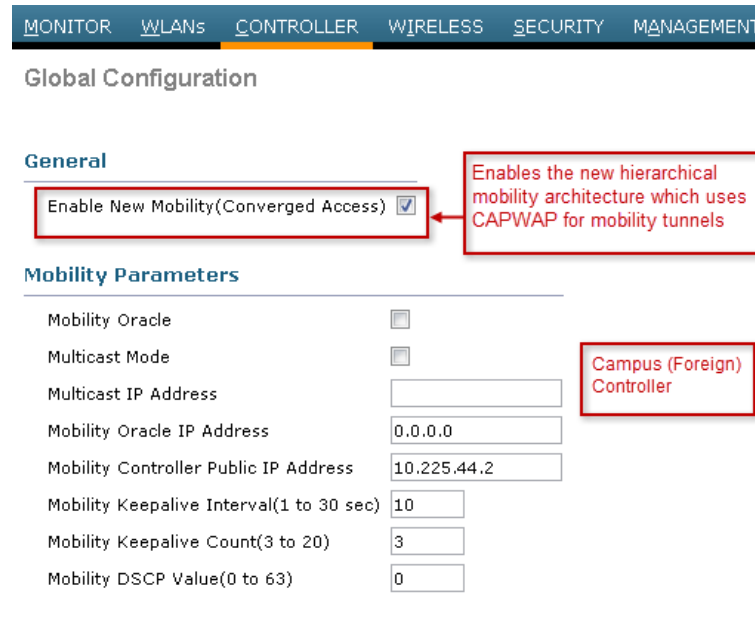 MONITOR WLANs CONTROLLER WIRELESS SECURITY MANAGEMENT
Global Configuration
General
Enable New Mobility(Converged Access)
Enables the new hierarchical
mobility architecture which uses
CAPWAP for mobility tunnels
Mobility Parameters
Mobility Oracle
Multicast Mode
Campus (Foreign)
Controller
Multicast IP Address
Mobility Oracle IP Address 0.0.0.0
Mobility Controller Public IP Address 10.225.44.2
Mobility Keepalive Interval(1 to 30 sec) 10
Mobility Keepalive Count(3 to 20) 3
Mobility DSCP Value(0 to 63) 0